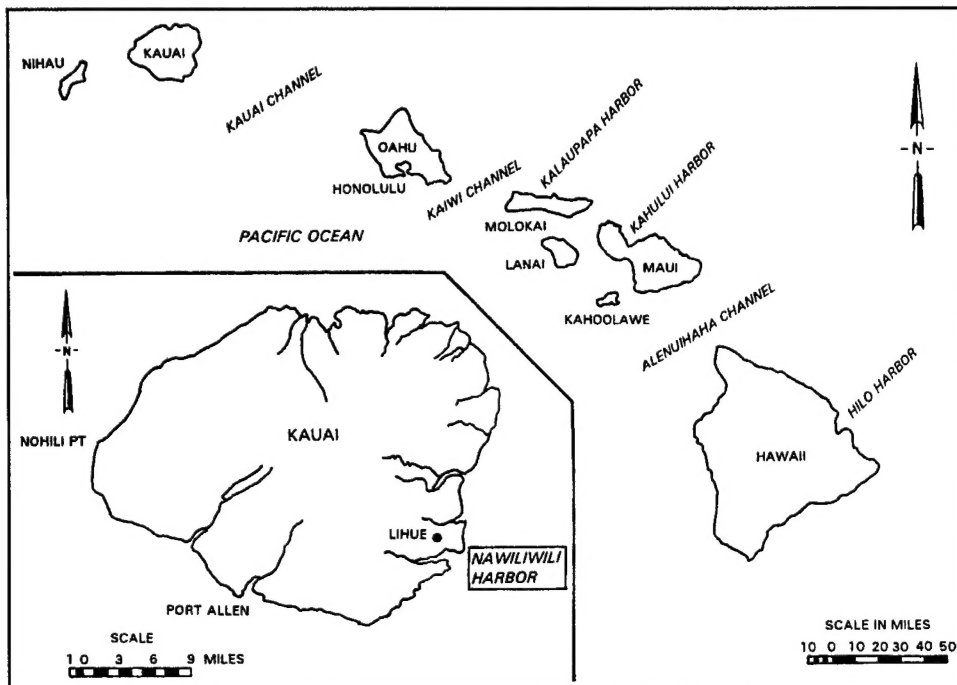 NIHAU
KAUAI
KAUAI CHANNEL
OAHU
HONOLULU
KAIWI CHANNEL
KALAUPAPA HARBOR
MOLOKAI
LANAI
KAHULUI HARBOR
MAUI
KAHOOLAWE
PACIFIC OCEAN
ALENUIHAHA CHANNEL
HILO HARBOR
HAWAII
-N-
SCALE IN MILES
10 0 10 20 30 40 50
-N-
NOHILI PT
KAUAI
LIHUE
NAWILIWILI
HARBOR
PORT ALLEN
SCALE
1 0 3 6 9 MILES